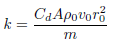 k = \frac{C_d A \rho_0 v_0 r_0^2}{m}